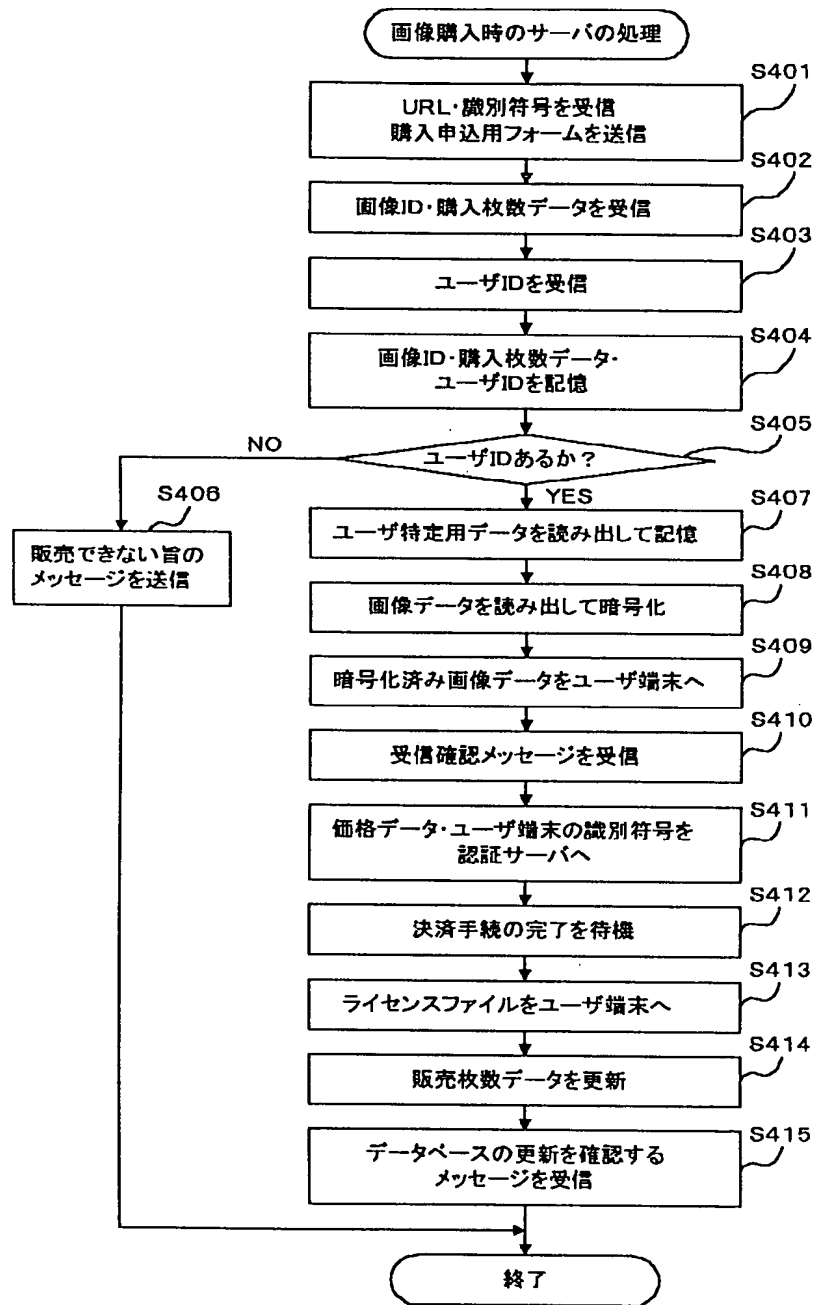 画像購入時のサーバの処理
S401
URL・識別符号を受信
購入申込用フォームを送信
S402
画像ID・購入枚数データを受信
S403
ユーザIDを受信
S404
画像ID・購入枚数データ・
ユーザIDを記憶
S405
ユーザIDあるか？
NO
YES
S406
販売できない旨の
メッセージを送信
S407
ユーザ特定用データを読み出して記憶
S408
画像データを読み出して暗号化
S409
暗号化済み画像データをユーザ端末へ
S410
受信確認メッセージを受信
S411
価格データ・ユーザ端末の識別符号を
認証サーバへ
S412
決済手続の完了を待機
S413
ライセンスファイルをユーザ端末へ
S414
販売枚数データを更新
S415
データベースの更新を確認する
メッセージを受信
終了